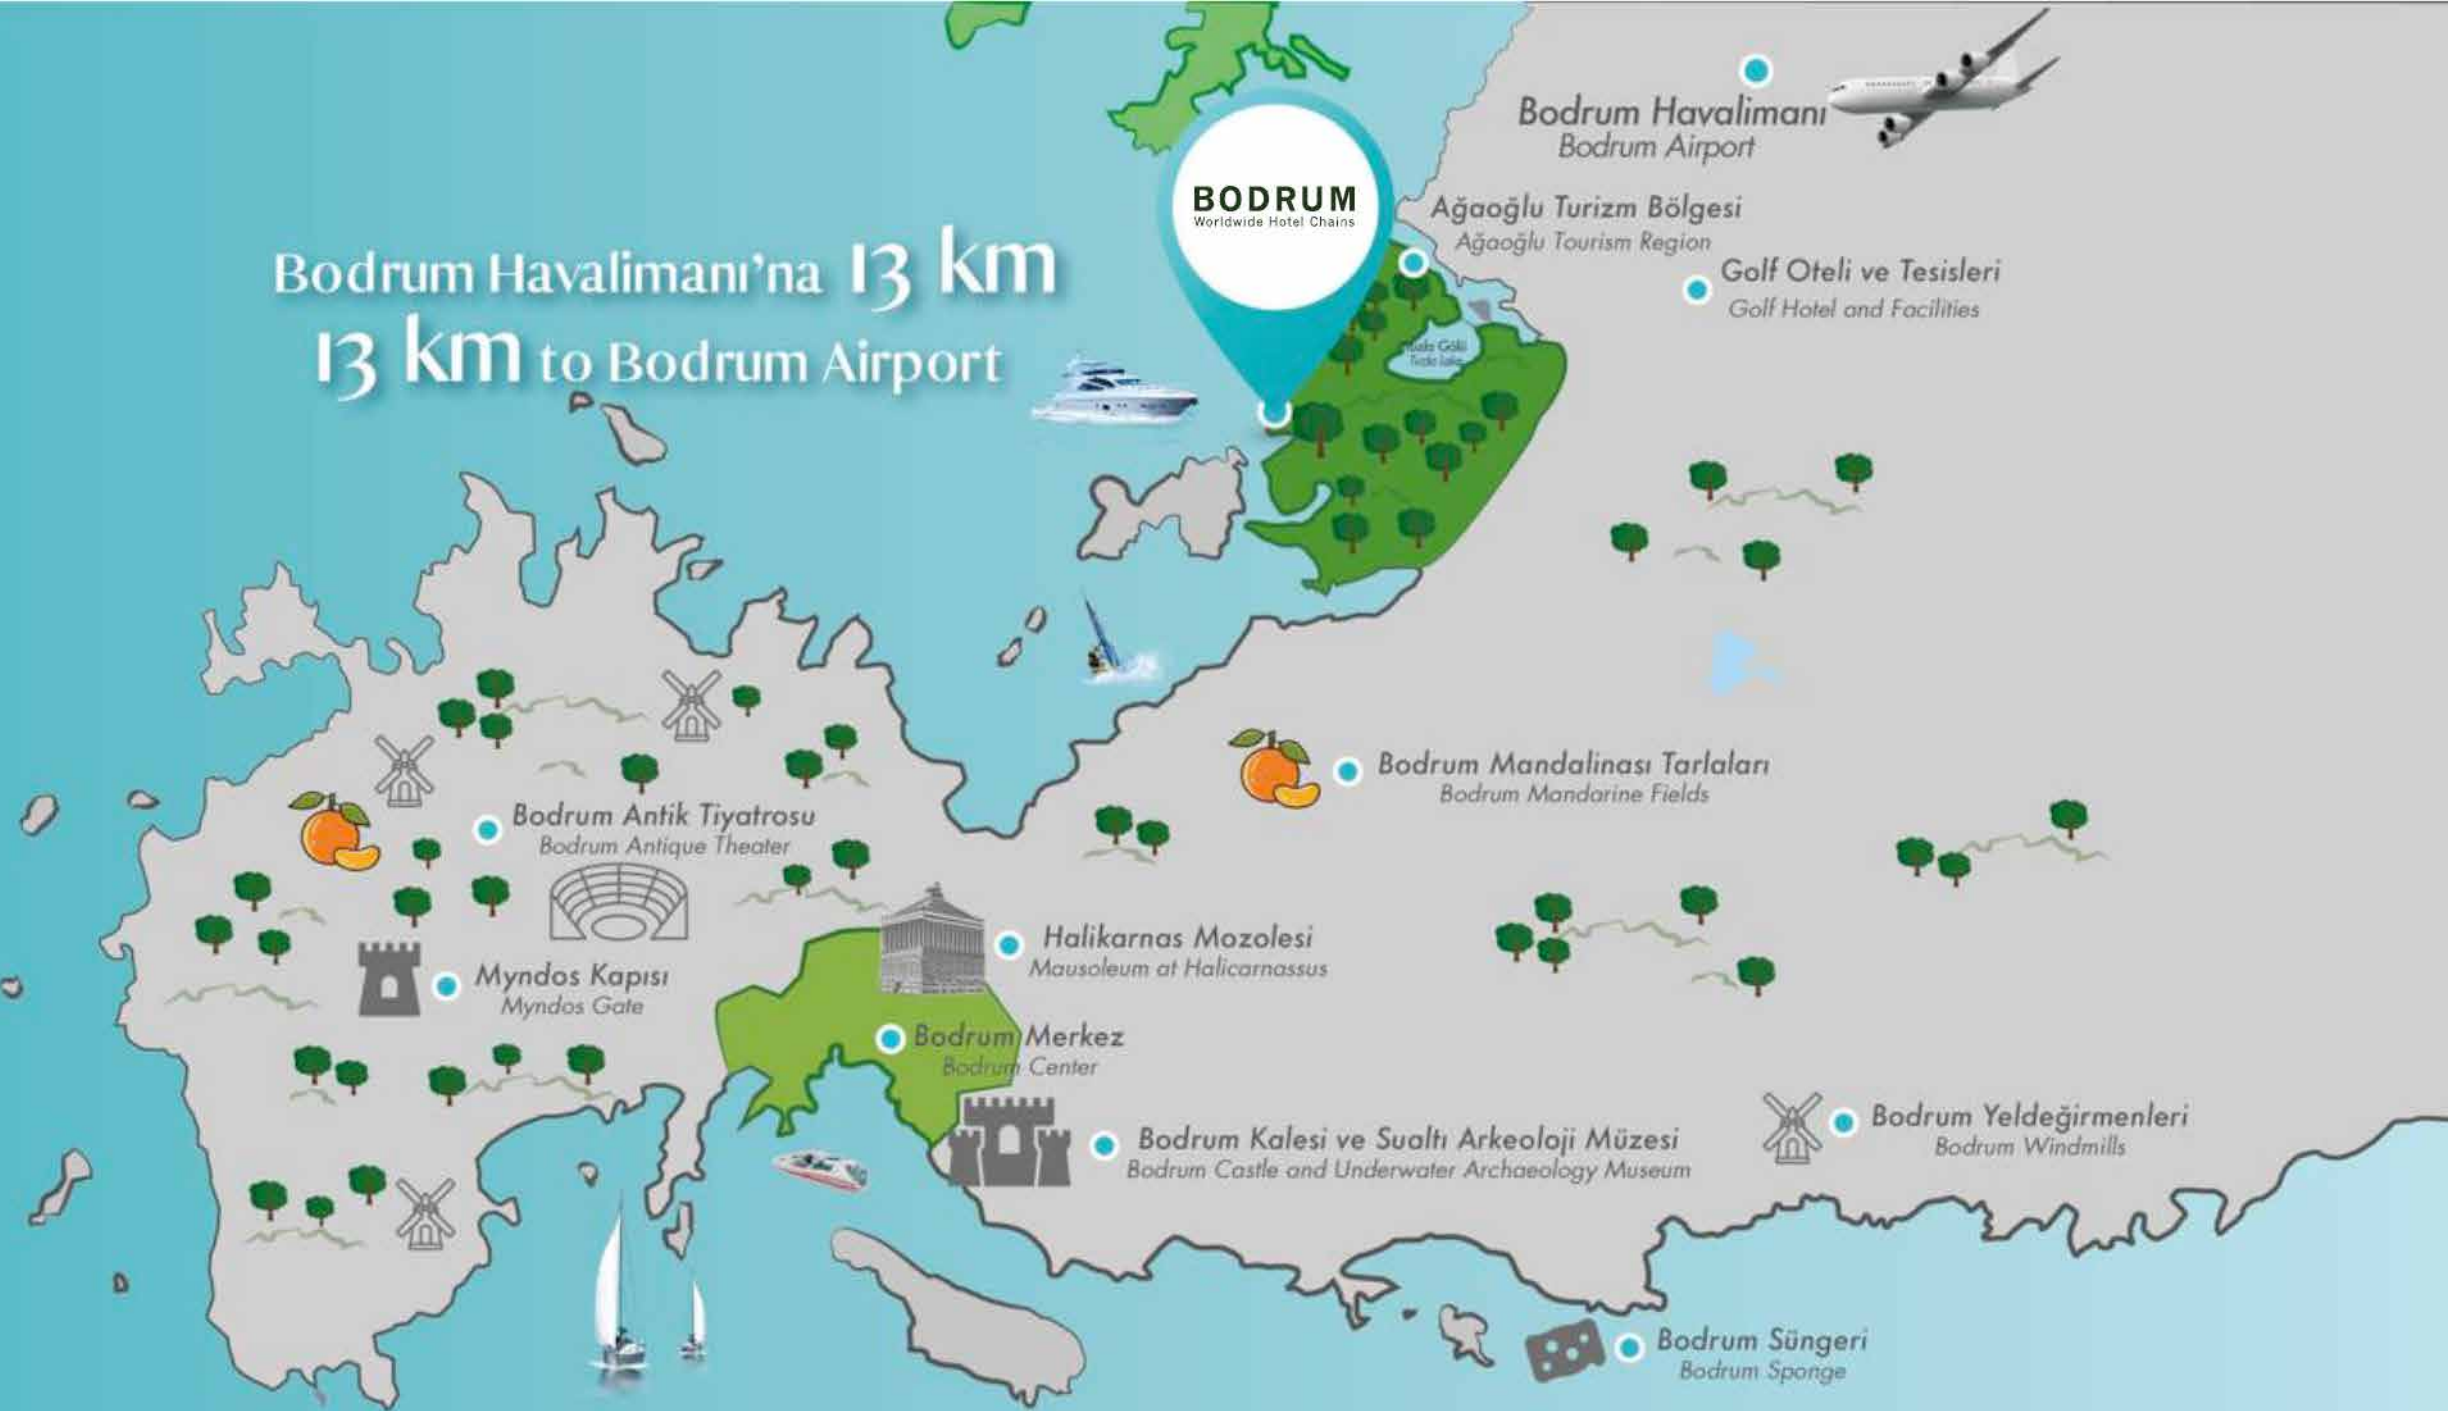 Bodrum Havalimanı
Bodrum Airport
BODRUM
Worldwide Hotel Chains
Ağaoğlu Turizm Bölgesi
Ağaoğlu Tourism Region
Bodrum Havalimanı'na 13 km
13 km to Bodrum Airport
Golf Oteli ve Tesisleri
Golf Hotel and Facilities
Tuzla Gölü
Tuzla Lake
Bodrum Mandalinası Tarlaları
Bodrum Mandarine Fields
Bodrum Antik Tiyatrosu
Bodrum Antique Theater
Halikarnas Mozolesi
Mausoleum at Halicarnassus
Myndos Kapısı
Myndos Gate
Bodrum Merkez
Bodrum Center
Bodrum Kalesi ve Sualtı Arkeoloji Müzesi
Bodrum Castle and Underwater Archaeology Museum
Bodrum Yeldeğirmenleri
Bodrum Windmills
Bodrum Süngeri
Bodrum Sponge